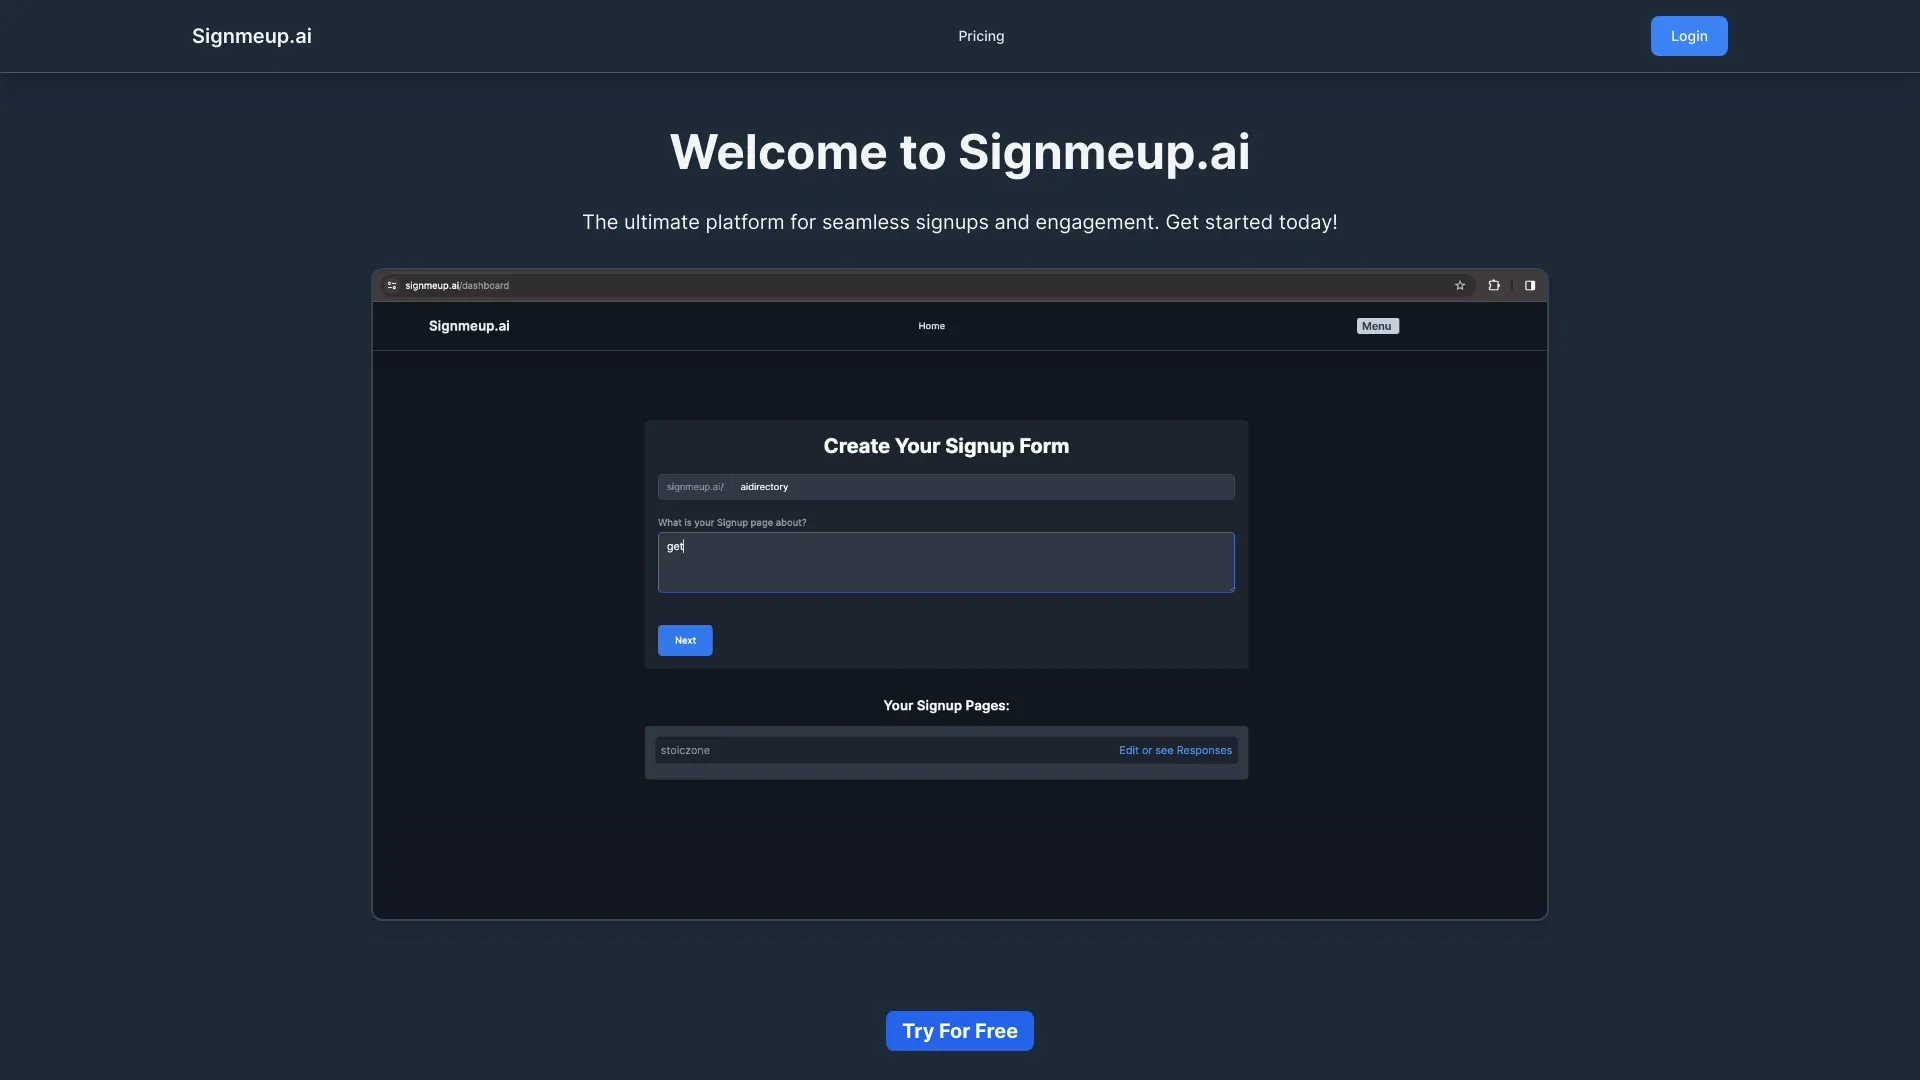 Signmeup.ai
Pricing
Login
Welcome to Signmeup.ai
The ultimate platform for seamless signups and engagement. Get started today!
signmeup.ai/dashboard
Signmeup.ai
Home
Menu
Create Your Signup Form
signmeup.ai/ aidirectory
What is your Signup page about?
get
Next
Your Signup Pages:
stoiczone
Edit or see Responses
Try For Free